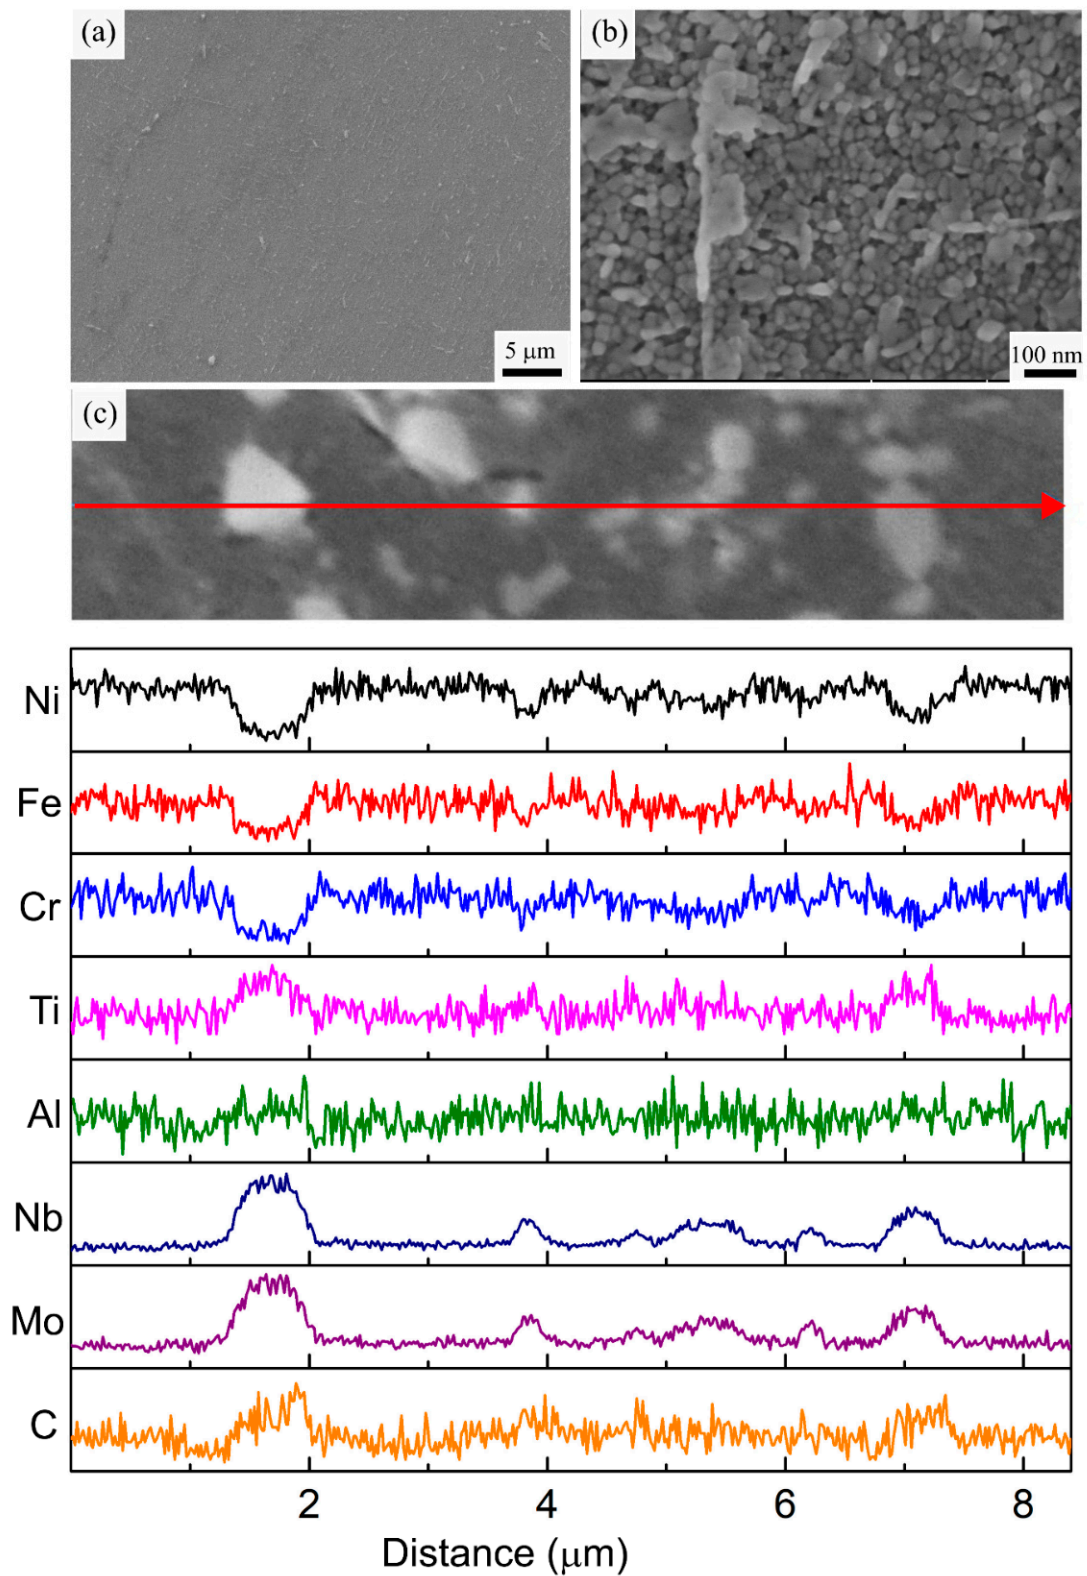 (a)
(b)
5 μm
100 nm
(c)
Ni
Fe
Cr
Ti
Al
Nb
Mo
C
2 4 6 8
Distance (μm)